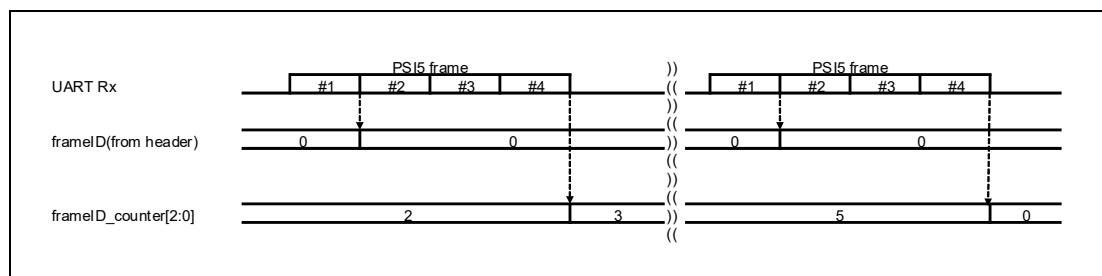 PSI5 frame PSI5 frame
UART Rx #1 #2 #3 #4 )) (( #1 #2 #3 #4
frameID(from header) 0 0 )) (( 0 0
frameID_counter[2:0] 2 3 )) (( 5 0